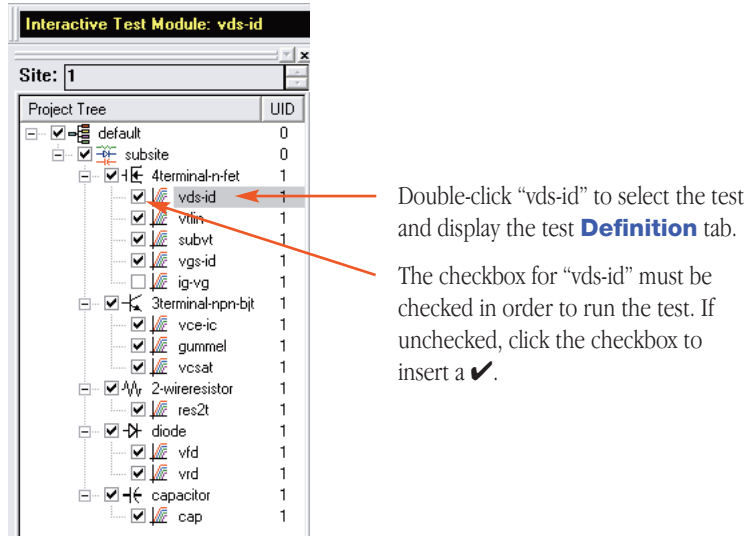 Interactive Test Module: vds-id
Site: 1
Project Tree UID
default 0
subsite 0
4terminal-n-fet 1
vds-id 1
vtlin 1
subvt 1
vgs-id 1
ig-vg 1
3terminal-npn-bjt 1
vce-ic 1
gummel 1
vcsat 1
2-wireresistor 1
res2t 1
diode 1
vfd 1
vrd 1
capacitor 1
cap 1
Double-click “vds-id” to select the test
and display the test Definition tab.
The checkbox for “vds-id” must be
checked in order to run the test. If
unchecked, click the checkbox to
insert a ✔.